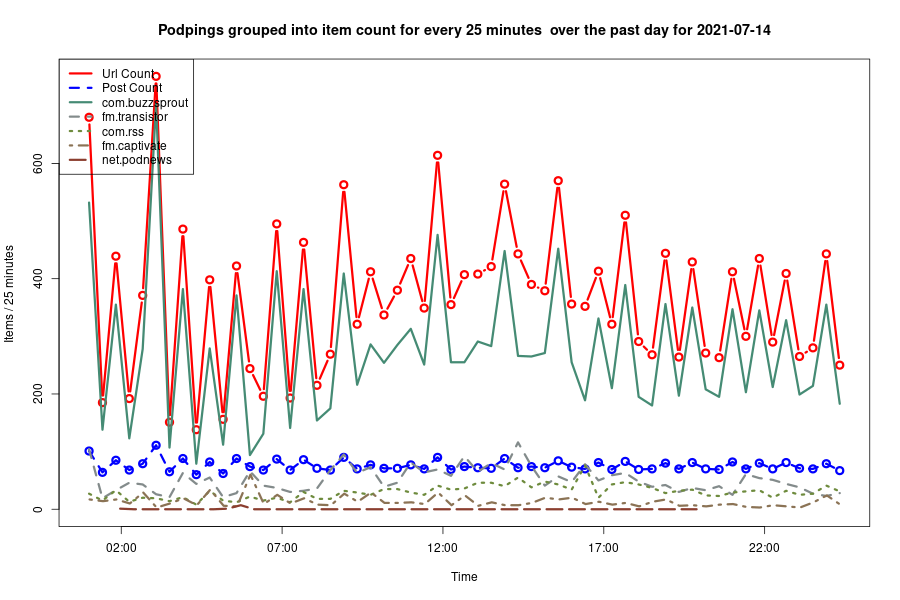 Podpings grouped into item count for every 25 minutes  over the past day for 2021-07-14
Url Count
Post Count
com.buzzsprout
fm.transistor
com.rss
fm.captivate
net.podnews
Items / 25 minutes
600
400
200
0
02:00 07:00 12:00 17:00 22:00
Time